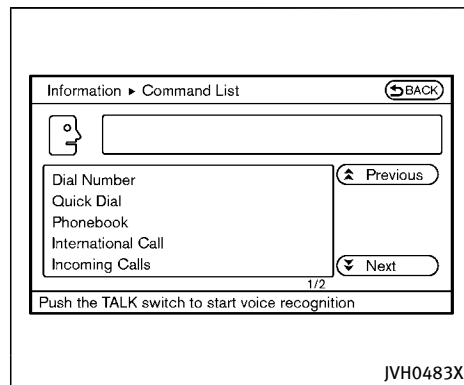 Information ▸ Command List BACK
Dial Number
Previous
Quick Dial
Phonebook
International Call
Incoming Calls
Next
1/2
Push the TALK switch to start voice recognition
JVH0483X